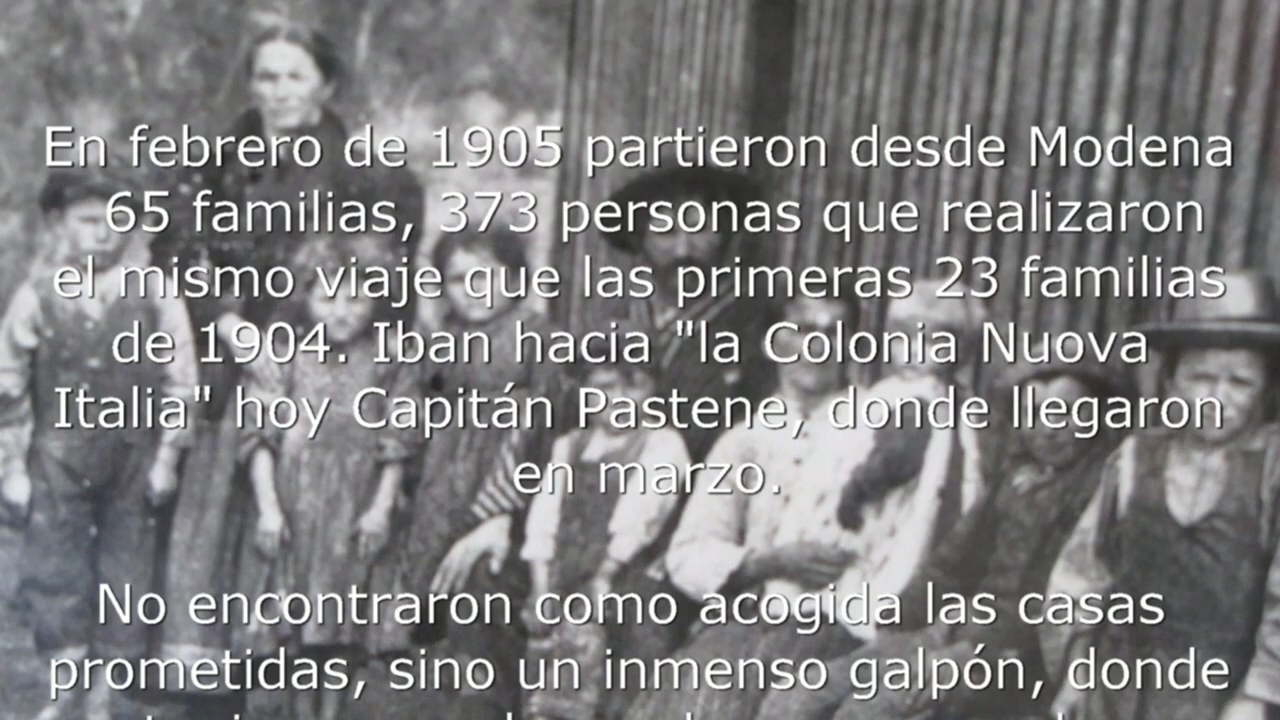 En febrero de 1905 partieron desde Modena
65 familias, 373 personas que realizaron
el mismo viaje que las primeras 23 familias
de 1904. Iban hacia "la Colonia Nuova
Italia" hoy Capitán Pastene, donde llegaron
en marzo.
No encontraron como acogida las casas
prometidas, sino un inmenso galpón, donde